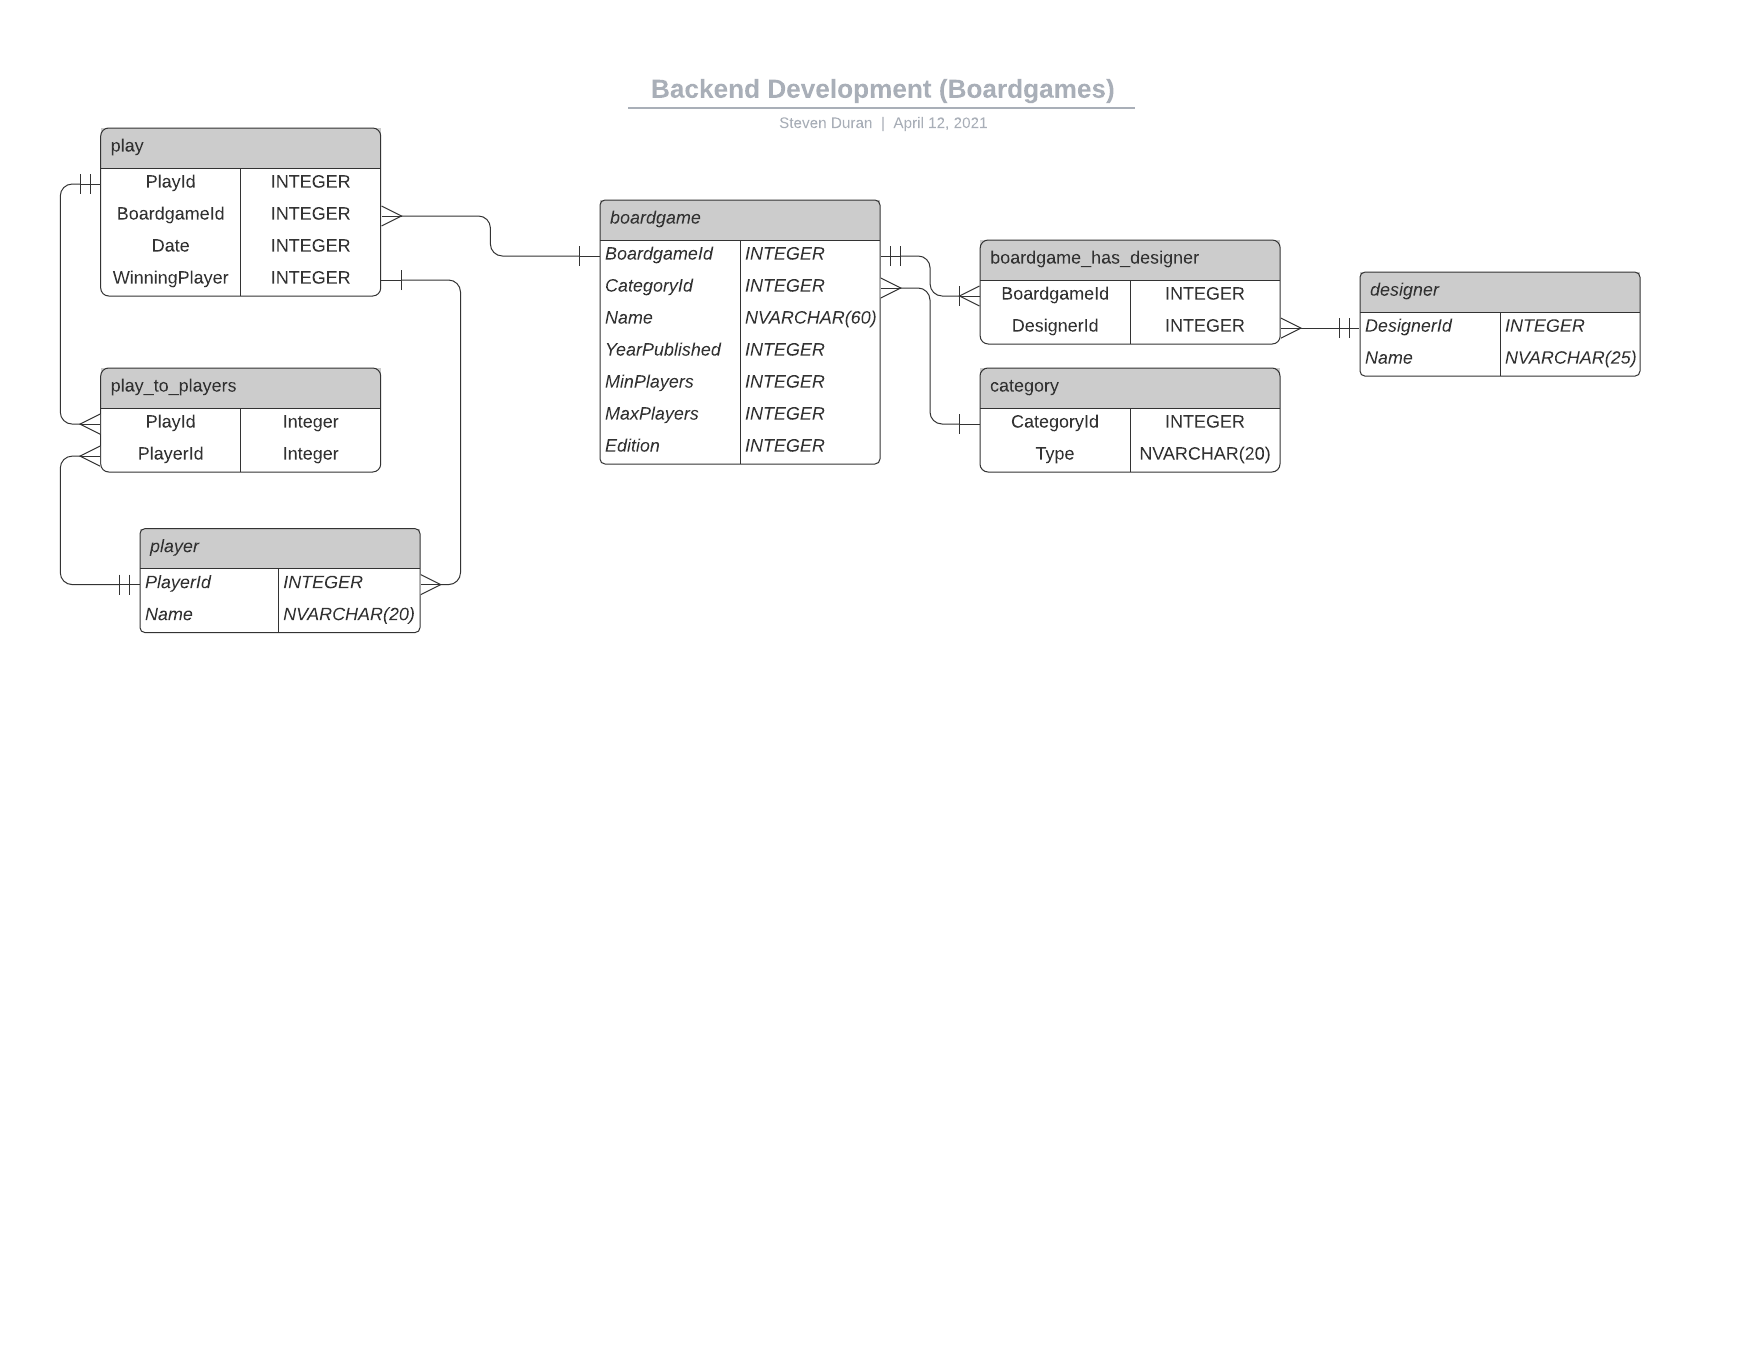 Backend Development (Boardgames)
Steven Duran | April 12, 2021
play
PlayId INTEGER
BoardgameId INTEGER
Date INTEGER
WinningPlayer INTEGER
play_to_players
PlayId Integer
PlayerId Integer
player
PlayerId INTEGER
Name NVARCHAR(20)
boardgame
BoardgameId INTEGER
CategoryId INTEGER
Name NVARCHAR(60)
YearPublished INTEGER
MinPlayers INTEGER
MaxPlayers INTEGER
Edition INTEGER
boardgame_has_designer
BoardgameId INTEGER
DesignerId INTEGER
category
CategoryId INTEGER
Type NVARCHAR(20)
designer
DesignerId INTEGER
Name NVARCHAR(25)